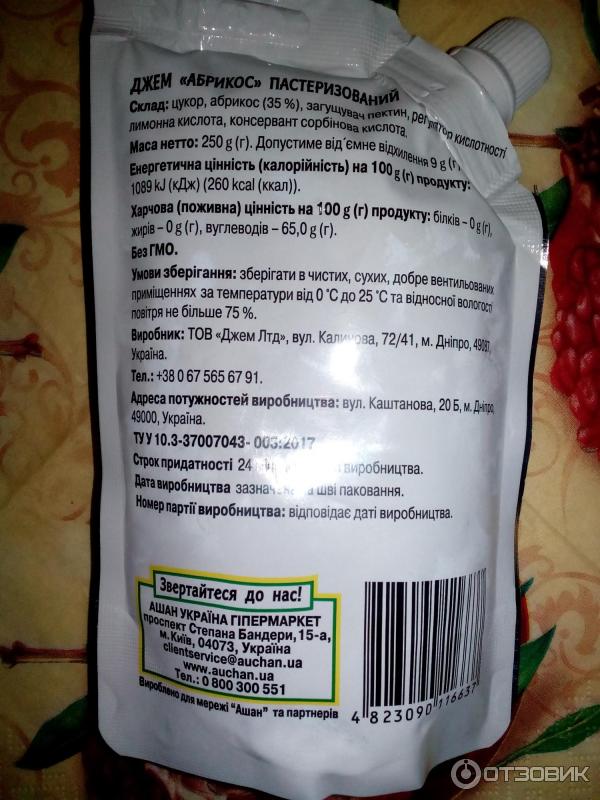 ДЖЕМ «АБРИКОС» ПАСТЕРИЗОВАНИЙ
Склад: цукор, абрикос (35 %), загущувач пектин, регулятор кислотності
лимонна кислота, консервант сорбінова кислота.
Маса нетто: 250 g (г). Допустиме від´ємне відхилення 9 g (г)
Енергетична цінність (калорійність) на 100 g (г) продукту:
1089 kJ (кДж) (260 kcal (ккал)).
Харчова (поживна) цінність на 100 g (г) продукту: білків – 0 g (г),
жирів – 0 g (г), вуглеводів – 65,0 g (г).
Без ГМО.
Умови зберігання: зберігати в чистих, сухих, добре вентильованих
приміщеннях за температури від 0 °С до 25 °С та відносної вологості
повітря не більше 75 %.
Виробник: ТОВ «Джем Лтд», вул. Калинова, 72/41, м. Дніпро, 49087,
Україна.
Тел.: +38 0 67 565 67 91.
Адреса потужностей виробництва: вул. Каштанова, 20 Б, м. Дніпро,
49000, Україна.
ТУ У 10.3-37007043- 003:2017
Строк придатності 24 виробництва.
Дата виробництва зазначена на шві паковання.
Номер партії виробництва: відповідає даті виробництва.
Звертайтеся до нас!
АШАН УКРАЇНА ГІПЕРМАРКЕТ
проспект Степана Бандери, 15-а,
м. Київ, 04073, Україна
clientservice@auchan.ua
www.auchan.ua
Тел.: 0 800 300 551
Вироблено для мережі "Ашан" та партнерів
4 823090 116637
ОТЗОВИК